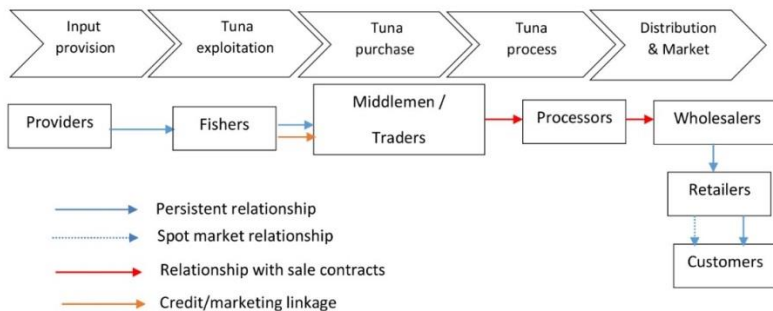 Input
provision
Tuna
exploitation
Tuna
purchase
Tuna
process
Distribution
& Market
Providers
Fishers
Middlemen /
Traders
Processors
Wholesalers
Retailers
Customers
Persistent relationship
Spot market relationship
Relationship with sale contracts
Credit/marketing linkage